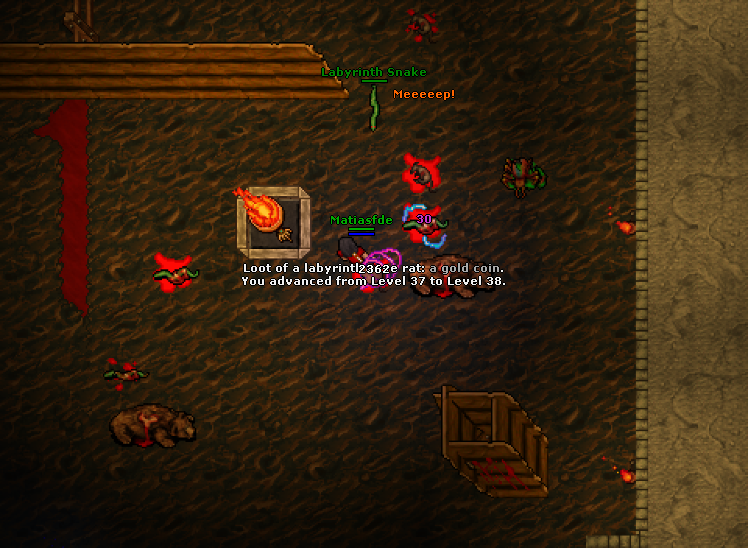 Labyrinth Snake
Meeeeep!
Matiasfde
30
Loot of a labyrint 2362e rat: a gold coin.
You advanced from Level 37 to Level 38.